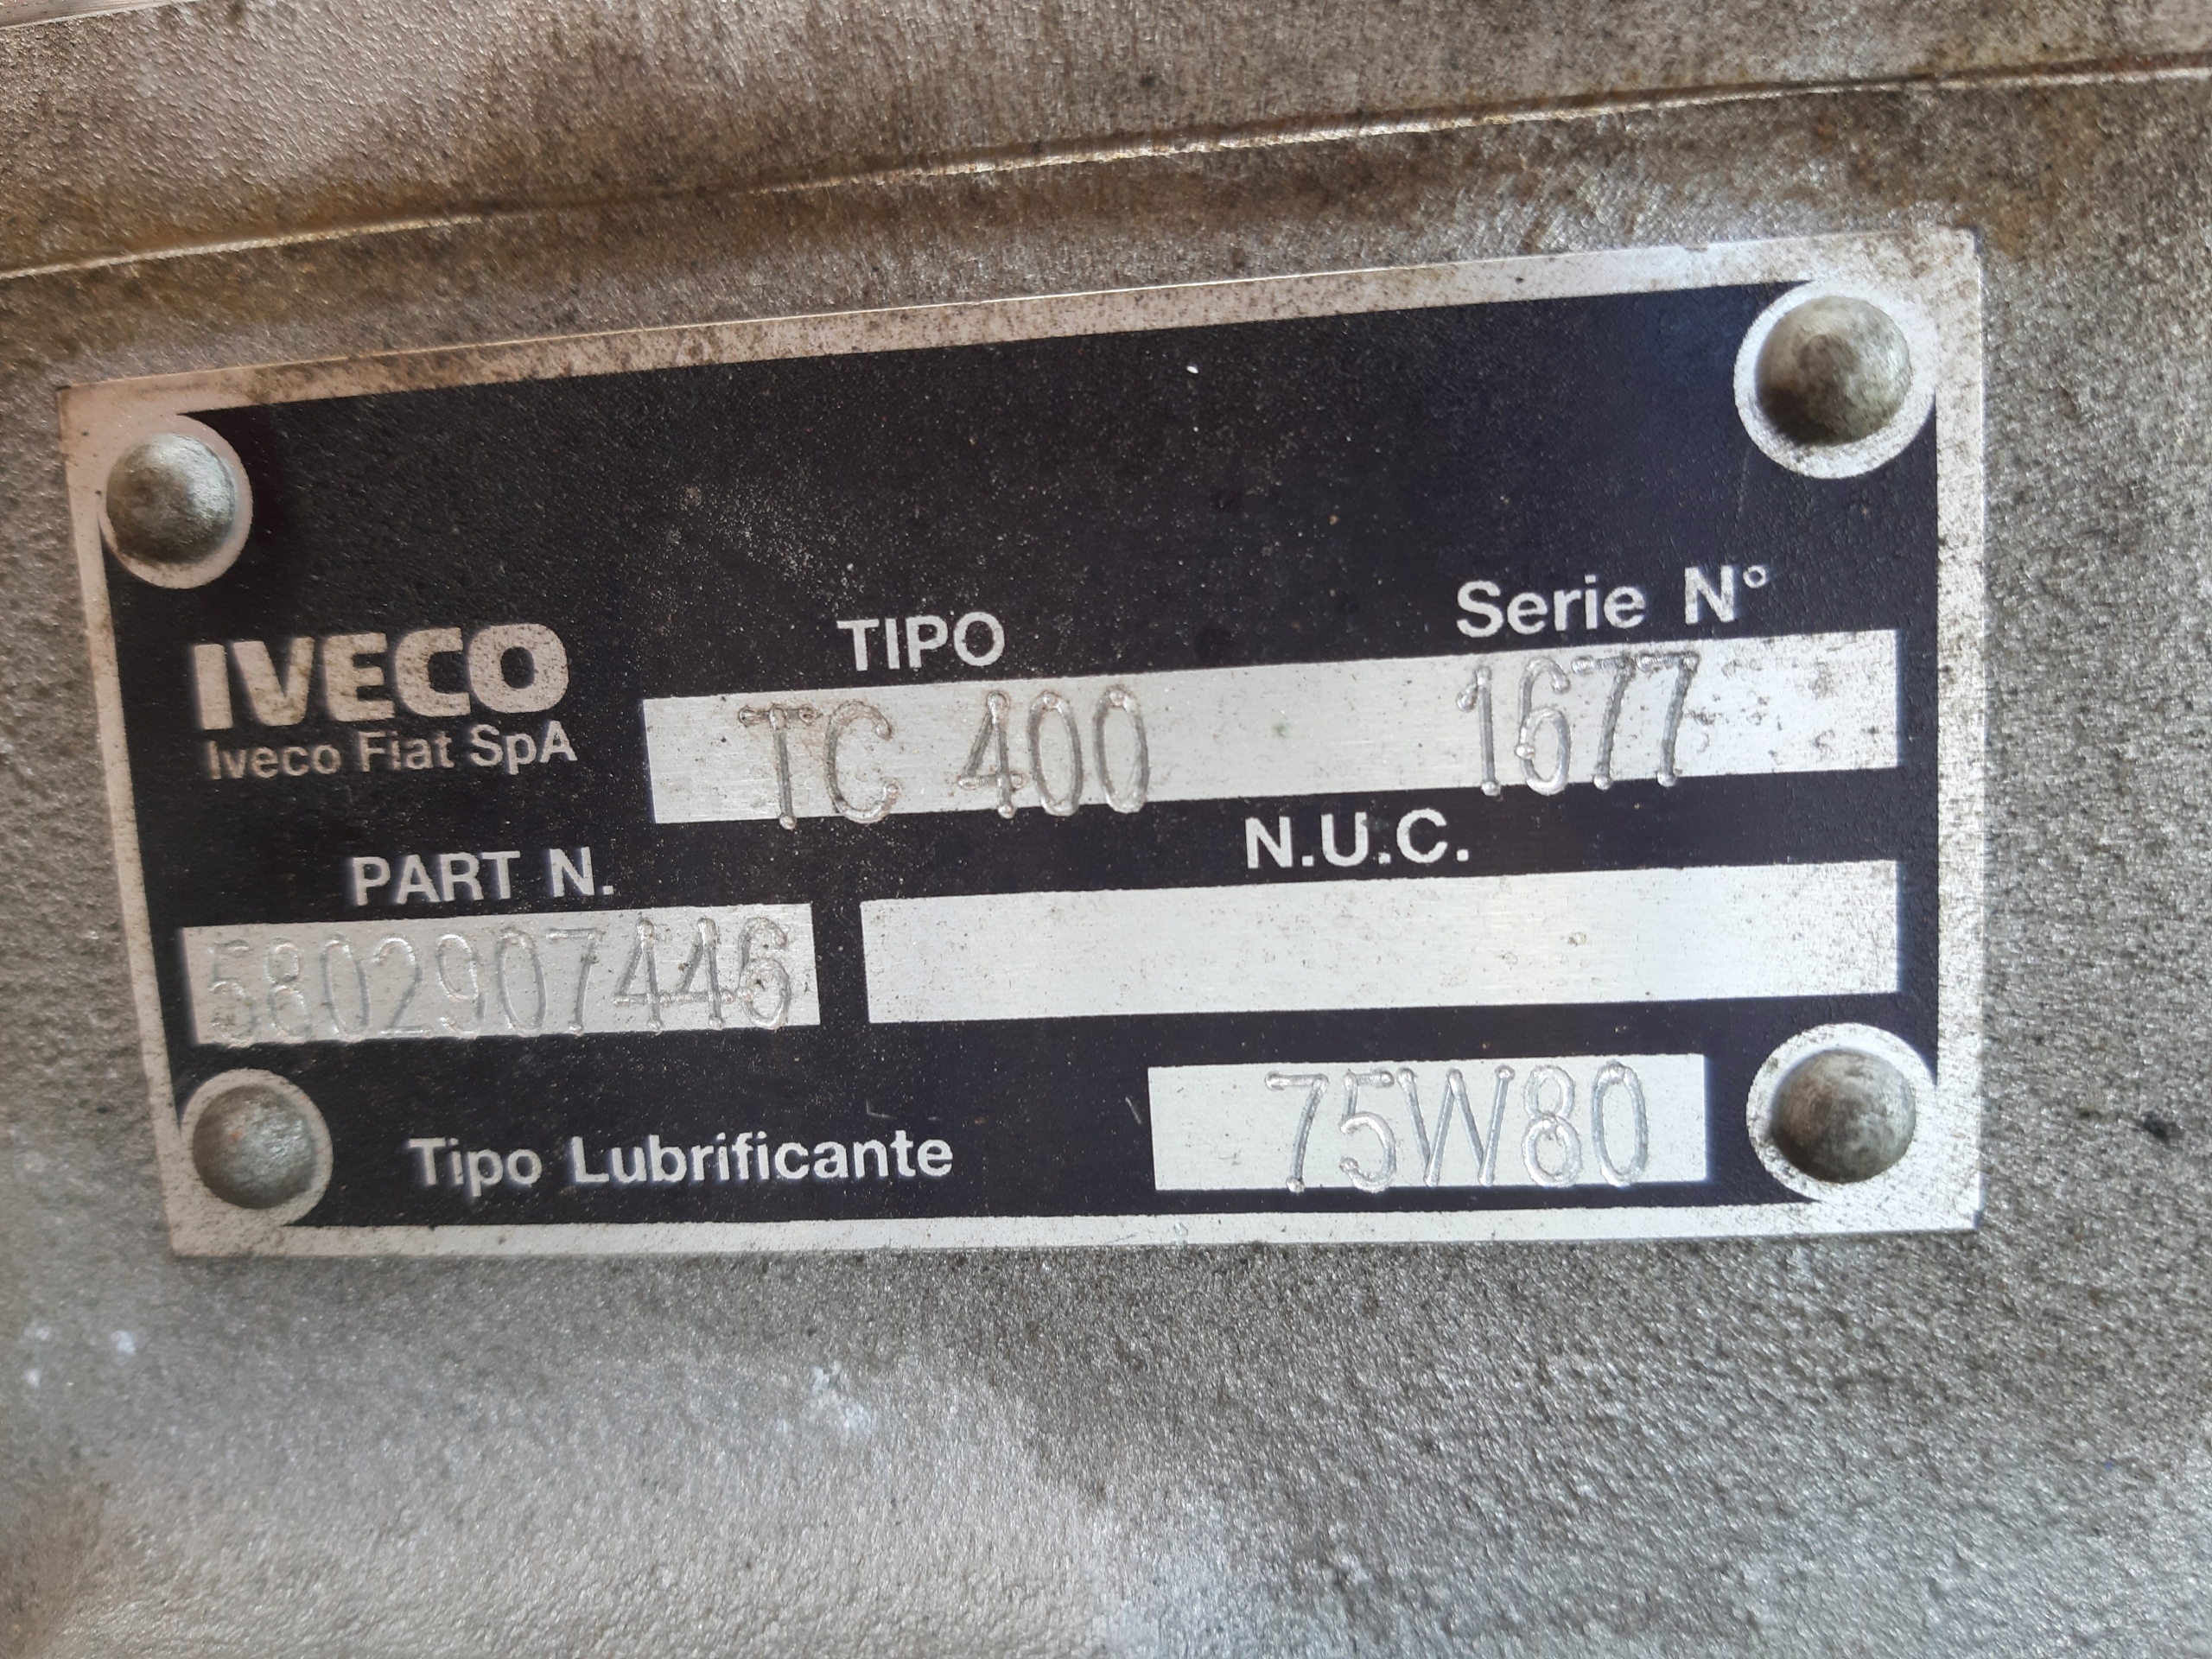 IVECO
Iveco Fiat SpA
TIPO
Serie N°
TC 400
1677
PART N.
N.U.C.
5802907446
Tipo Lubrificante
75W80